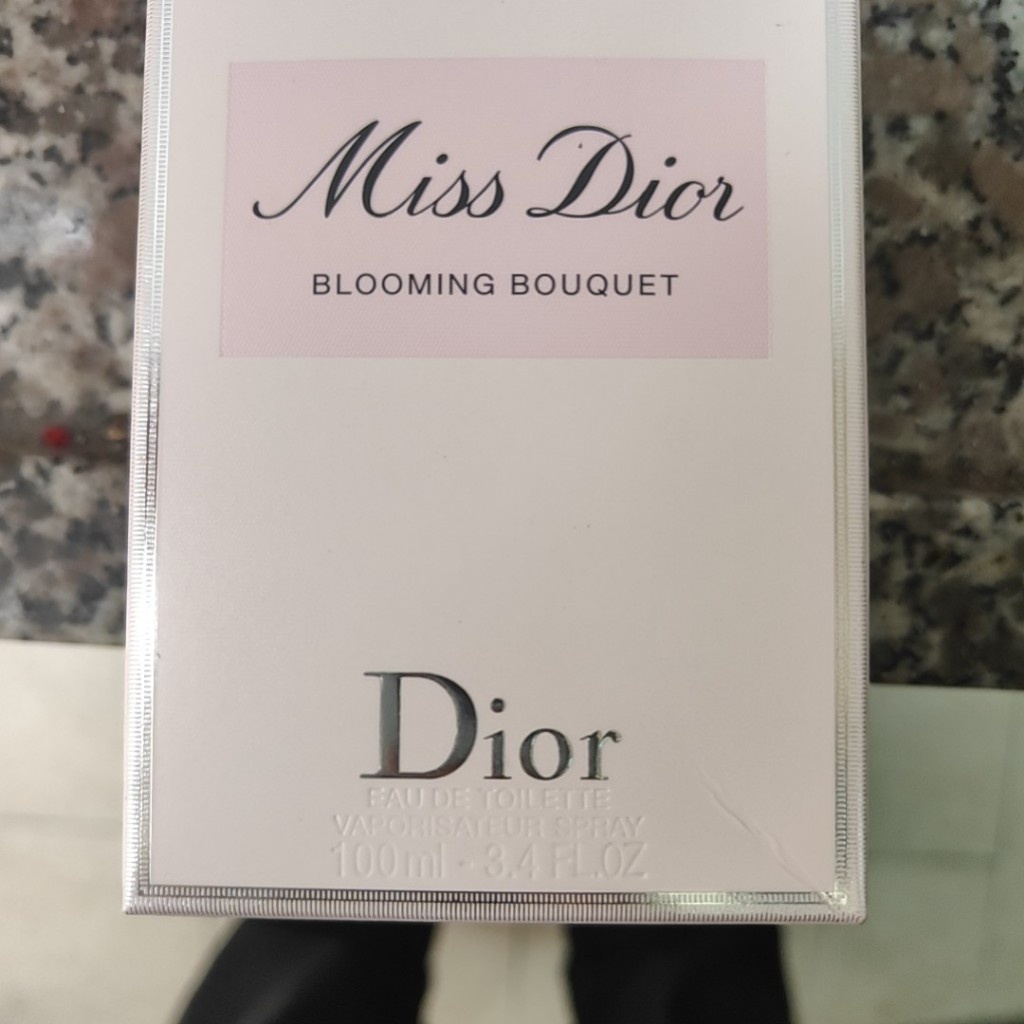 Miss Dior
BLOOMING BOUQUET
Dior
EAU DE TOILETTE
VAPORISATEUR SPRAY
100 ml - 3.4 FL.OZ